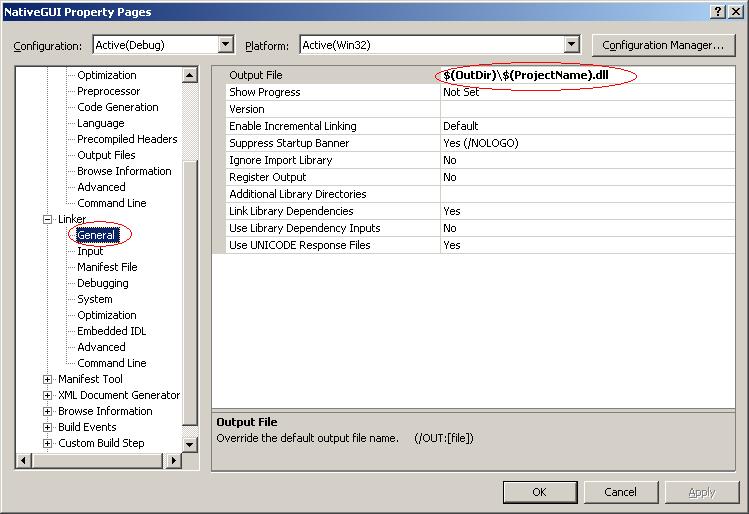 NativeGUI Property Pages
Configuration: Active(Debug) Platform: Active(Win32) Configuration Manager...
Optimization
Preprocessor
Code Generation
Language
Precompiled Headers
Output Files
Browse Information
Advanced
Command Line
Linker
General
Input
Manifest File
Debugging
System
Optimization
Embedded IDL
Advanced
Command Line
Manifest Tool
XML Document Generator
Browse Information
Build Events
Custom Build Step
Output File $(OutDir)\$(ProjectName).dll
Show Progress Not Set
Version
Enable Incremental Linking Default
Suppress Startup Banner Yes (/NOLOGO)
Ignore Import Library No
Register Output No
Additional Library Directories
Link Library Dependencies Yes
Use Library Dependency Inputs No
Use UNICODE Response Files Yes
Output File
Override the default output file name. (/OUT:[file])
OK Cancel Apply